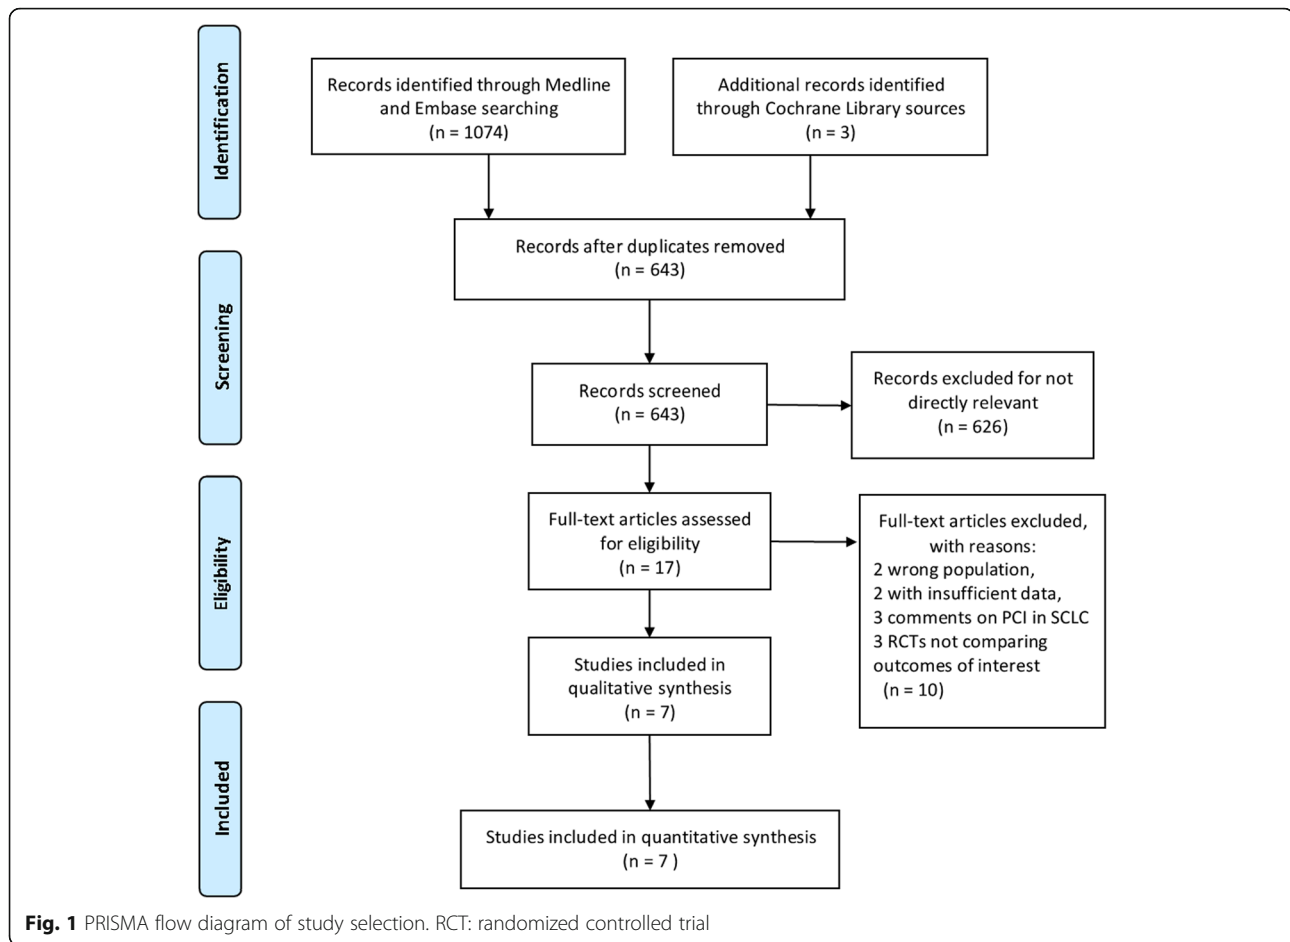 Identification
Records identified through Medline
and Embase searching
(n = 1074)
Additional records identified
through Cochrane Library sources
(n = 3)
Records after duplicates removed
(n = 643)
Screening
Records screened
(n = 643)
Records excluded for not
directly relevant
(n = 626)
Eligibility
Full-text articles assessed
for eligibility
(n = 17)
Full-text articles excluded,
with reasons:
2 wrong population,
2 with insufficient data,
3 comments on PCI in SCLC
3 RCTs not comparing
outcomes of interest
(n = 10)
Studies included in
qualitative synthesis
(n = 7)
Included
Studies included in quantitative synthesis
(n = 7 )
Fig. 1 PRISMA flow diagram of study selection. RCT: randomized controlled trial